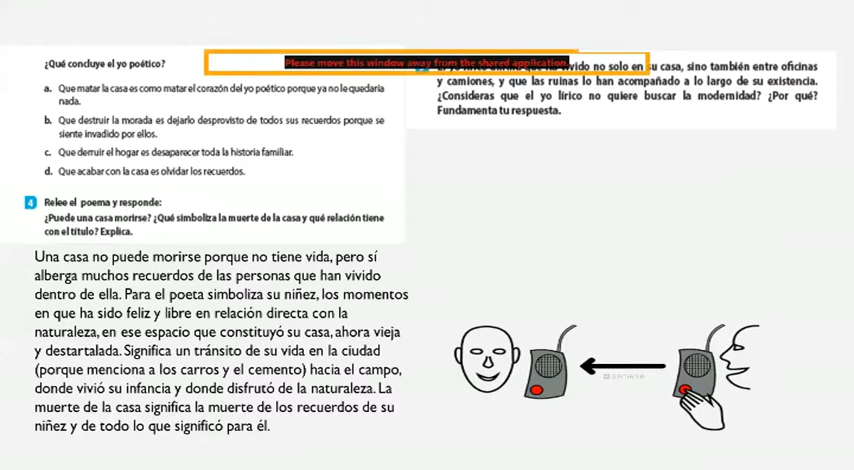 ¿Qué concluye el yo poético?
a. Que matar la casa es como matar el corazón del yo poético porque ya no le quedaría
nada.
b. Que destruir la morada es dejarlo desprovisto de todos sus recuerdos porque se
siente invadido por ellos.
c. Que derruir el hogar es desaparecer toda la historia familiar.
d. Que acabar con la casa es olvidar los recuerdos.
4 Relee el poema y responde:
¿Puede una casa morirse? ¿Qué simboliza la muerte de la casa y qué relación tiene
con el título? Explica.
Una casa no puede morirse porque no tiene vida, pero sí
alberga muchos recuerdos de las personas que han vivido
dentro de ella. Para el poeta simboliza su niñez, los momentos
en que ha sido feliz y libre en relación directa con la
naturaleza, en ese espacio que constituyó su casa, ahora vieja
y destartalada. Significa un tránsito de su vida en la ciudad
(porque menciona a los carros y el cemento) hacia el campo,
donde vivió su infancia y donde disfrutó de la naturaleza. La
muerte de la casa significa la muerte de los recuerdos de su
niñez y de todo lo que significó para él.
Please move this window away from the shared application.
vivido no solo en su casa, sino también entre oficinas
y camiones, y que las ruinas lo han acompañado a lo largo de su existencia.
¿Consideras que el yo lírico no quiere buscar la modernidad? ¿Por qué?
Fundamenta tu respuesta.